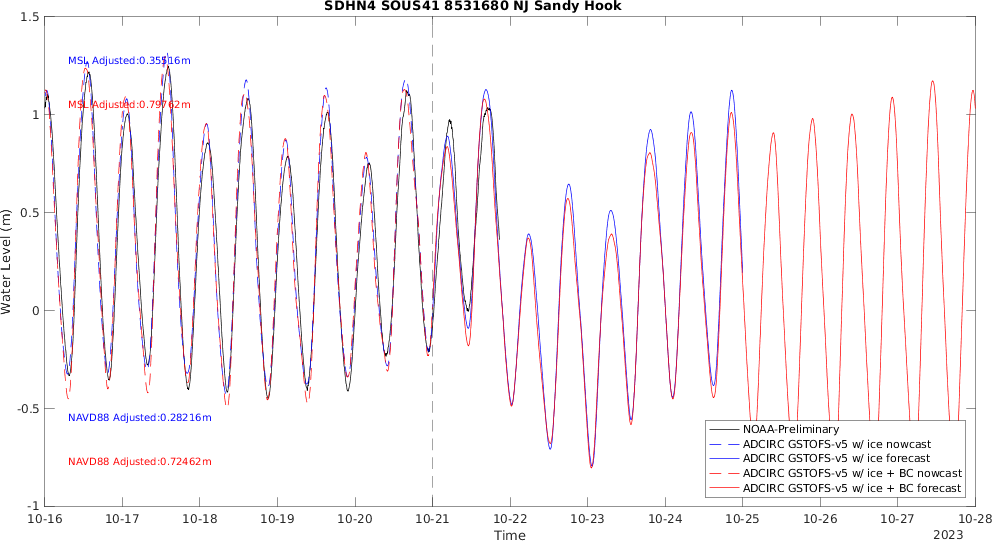 SDHN4 SOUS41 8531680 NJ Sandy Hook
1.5
MSL Adjusted:0.35516m
MSL Adjusted:0.79762m
1
0.5
Water Level (m)
0
-0.5
NAVD88 Adjusted:0.28216m
NAVD88 Adjusted:0.72462m
NOAA-Preliminary
ADCIRC GSTOFS-v5 w/ ice nowcast
ADCIRC GSTOFS-v5 w/ ice forecast
ADCIRC GSTOFS-v5 w/ ice + BC nowcast
ADCIRC GSTOFS-v5 w/ ice + BC forecast
-1
10-16 10-17 10-18 10-19 10-20 10-21 10-22 10-23 10-24 10-25 10-26 10-27 10-28
Time
2023